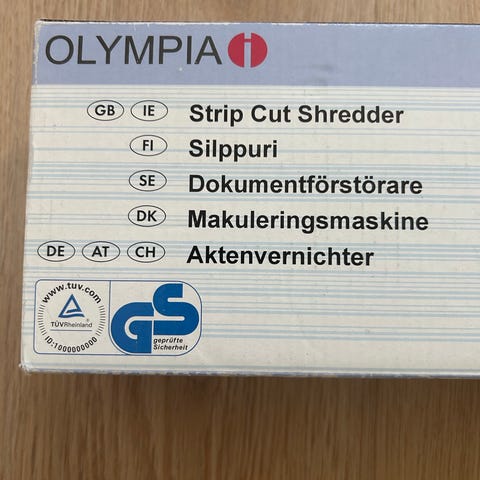 OLYMPIA i
GB IE Strip Cut Shredder
FI Silppuri
SE Dokumentförstörare
DK Makuleringsmaskine
DE AT CH Aktenvernichter
www.tuv.com
TÜVRheinland
ID:1000000000
GS
geprüfte
Sicherheit